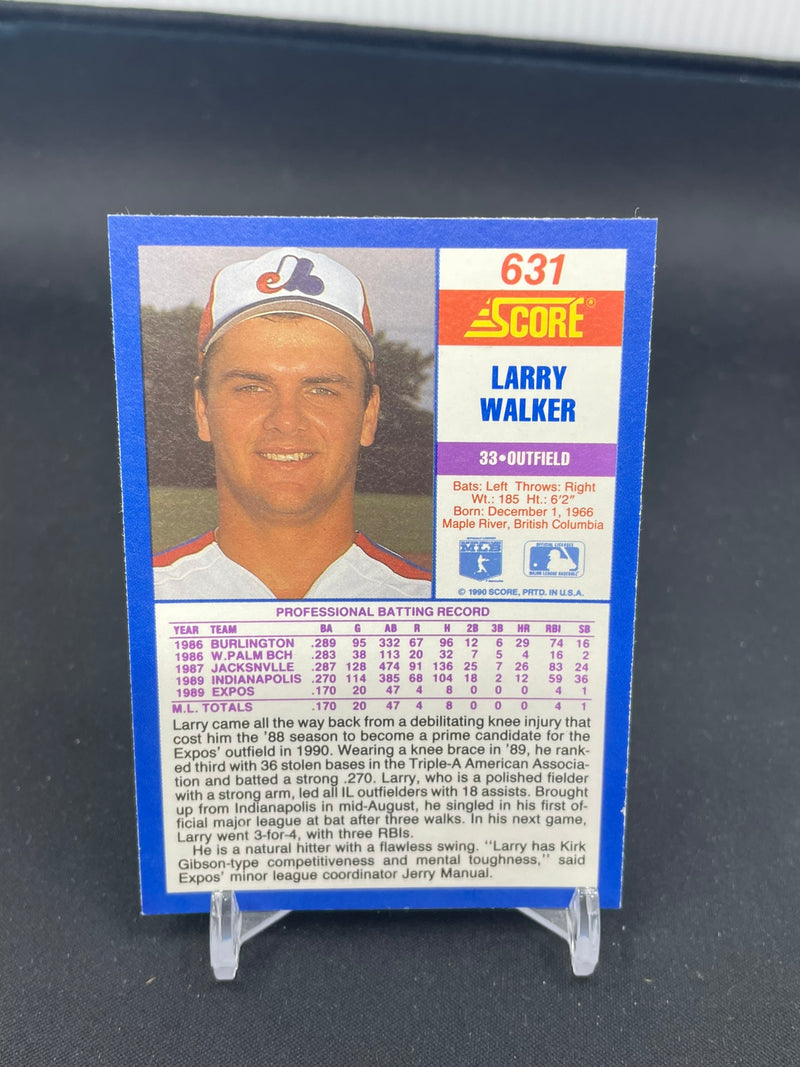 eb
631
SCORE®
LARRY
WALKER
33•OUTFIELD
Bats: Left Throws: Right
Wt.: 185 Ht.: 6'2"
Born: December 1, 1966
Maple River, British Columbia
MLB
OFFICIAL LICENSEE
MAJOR LEAGUE BASEBALL
© 1990 SCORE, PRTD. IN U.S.A.
PROFESSIONAL BATTING RECORD
YEAR TEAM BA G AB R H 2B 3B HR RBI SB
1986 BURLINGTON .289 95 332 67 96 12 6 29 74 16
1986 W.PALM BCH .283 38 113 20 32 7 5 4 16 2
1987 JACKSNVLLE .287 128 474 91 136 25 7 26 83 24
1989 INDIANAPOLIS .270 114 385 68 104 18 2 12 59 36
1989 EXPOS .170 20 47 4 8 0 0 0 4 1
M.L. TOTALS .170 20 47 4 8 0 0 0 4 1
Larry came all the way back from a debilitating knee injury that
cost him the '88 season to become a prime candidate for the
Expos' outfield in 1990. Wearing a knee brace in '89, he rank-
ed third with 36 stolen bases in the Triple-A American Associa-
tion and batted a strong .270. Larry, who is a polished fielder
with a strong arm, led all IL outfielders with 18 assists. Brought
up from Indianapolis in mid-August, he singled in his first of-
ficial major league at bat after three walks. In his next game,
Larry went 3-for-4, with three RBIs.
He is a natural hitter with a flawless swing. "Larry has Kirk
Gibson-type competitiveness and mental toughness," said
Expos' minor league coordinator Jerry Manual.